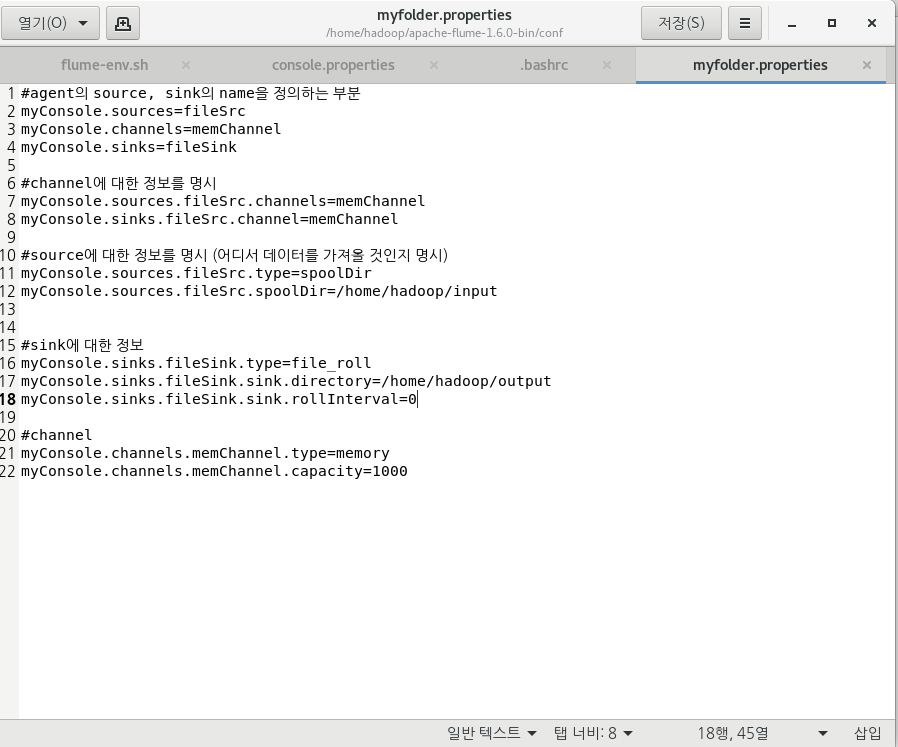 열기(O)
myfolder.properties
/home/hadoop/apache-flume-1.6.0-bin/conf
저장(S)
flume-env.sh
console.properties
.bashrc
myfolder.properties
1 #agent의 source, sink의 name을 정의하는 부분
2 myConsole.sources=fileSrc
3 myConsole.channels=memChannel
4 myConsole.sinks=fileSink
5
6 #channel에 대한 정보를 명시
7 myConsole.sources.fileSrc.channels=memChannel
8 myConsole.sinks.fileSrc.channel=memChannel
9
10 #source에 대한 정보를 명시 (어디서 데이터를 가져올 것인지 명시)
11 myConsole.sources.fileSrc.type=spoolDir
12 myConsole.sources.fileSrc.spoolDir=/home/hadoop/input
13
14
15 #sink에 대한 정보
16 myConsole.sinks.fileSink.type=file_roll
17 myConsole.sinks.fileSink.sink.directory=/home/hadoop/output
18 myConsole.sinks.fileSink.sink.rollInterval=0
19
20 #channel
21 myConsole.channels.memChannel.type=memory
22 myConsole.channels.memChannel.capacity=1000
일반 텍스트
탭 너비: 8
18행, 45열
삽입